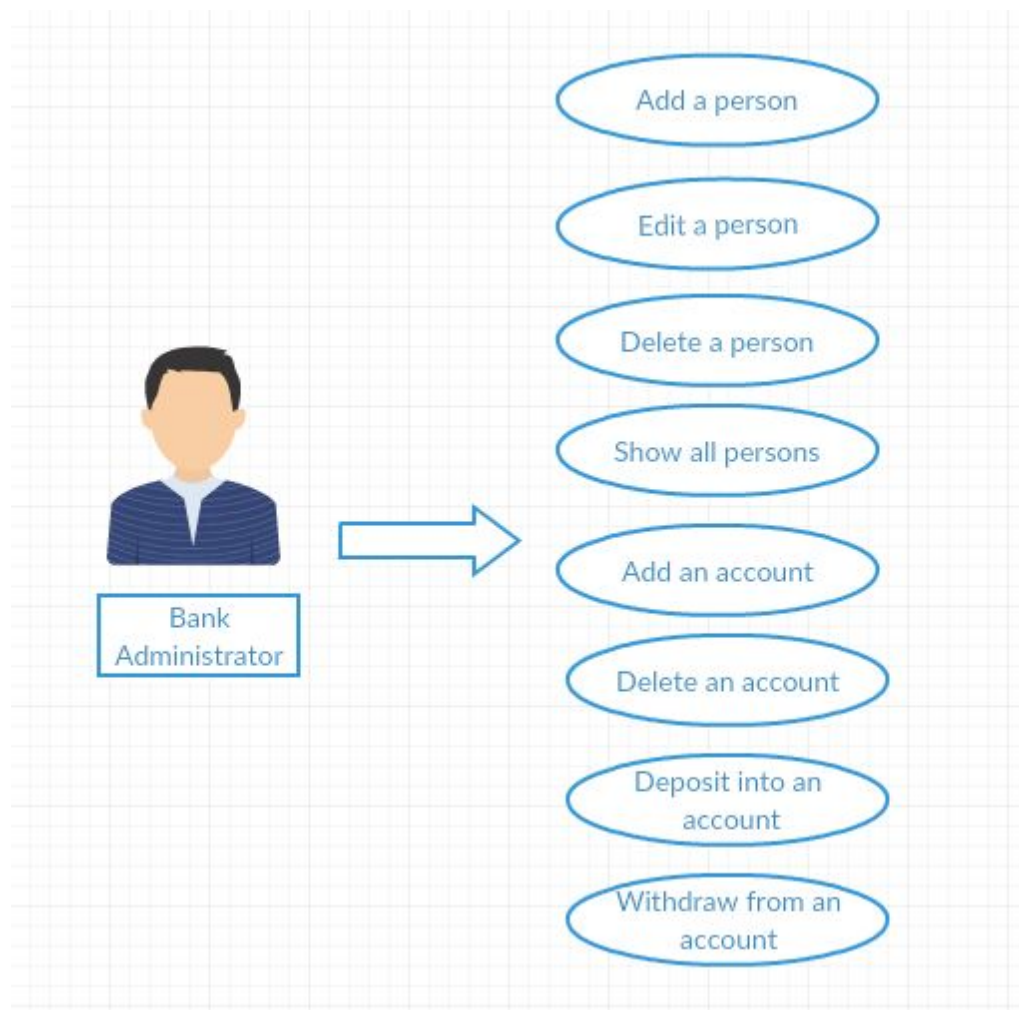 Add a person
Edit a person
Delete a person
Show all persons
Add an account
Bank
Administrator
Delete an account
Deposit into an
account
Withdraw from an
account